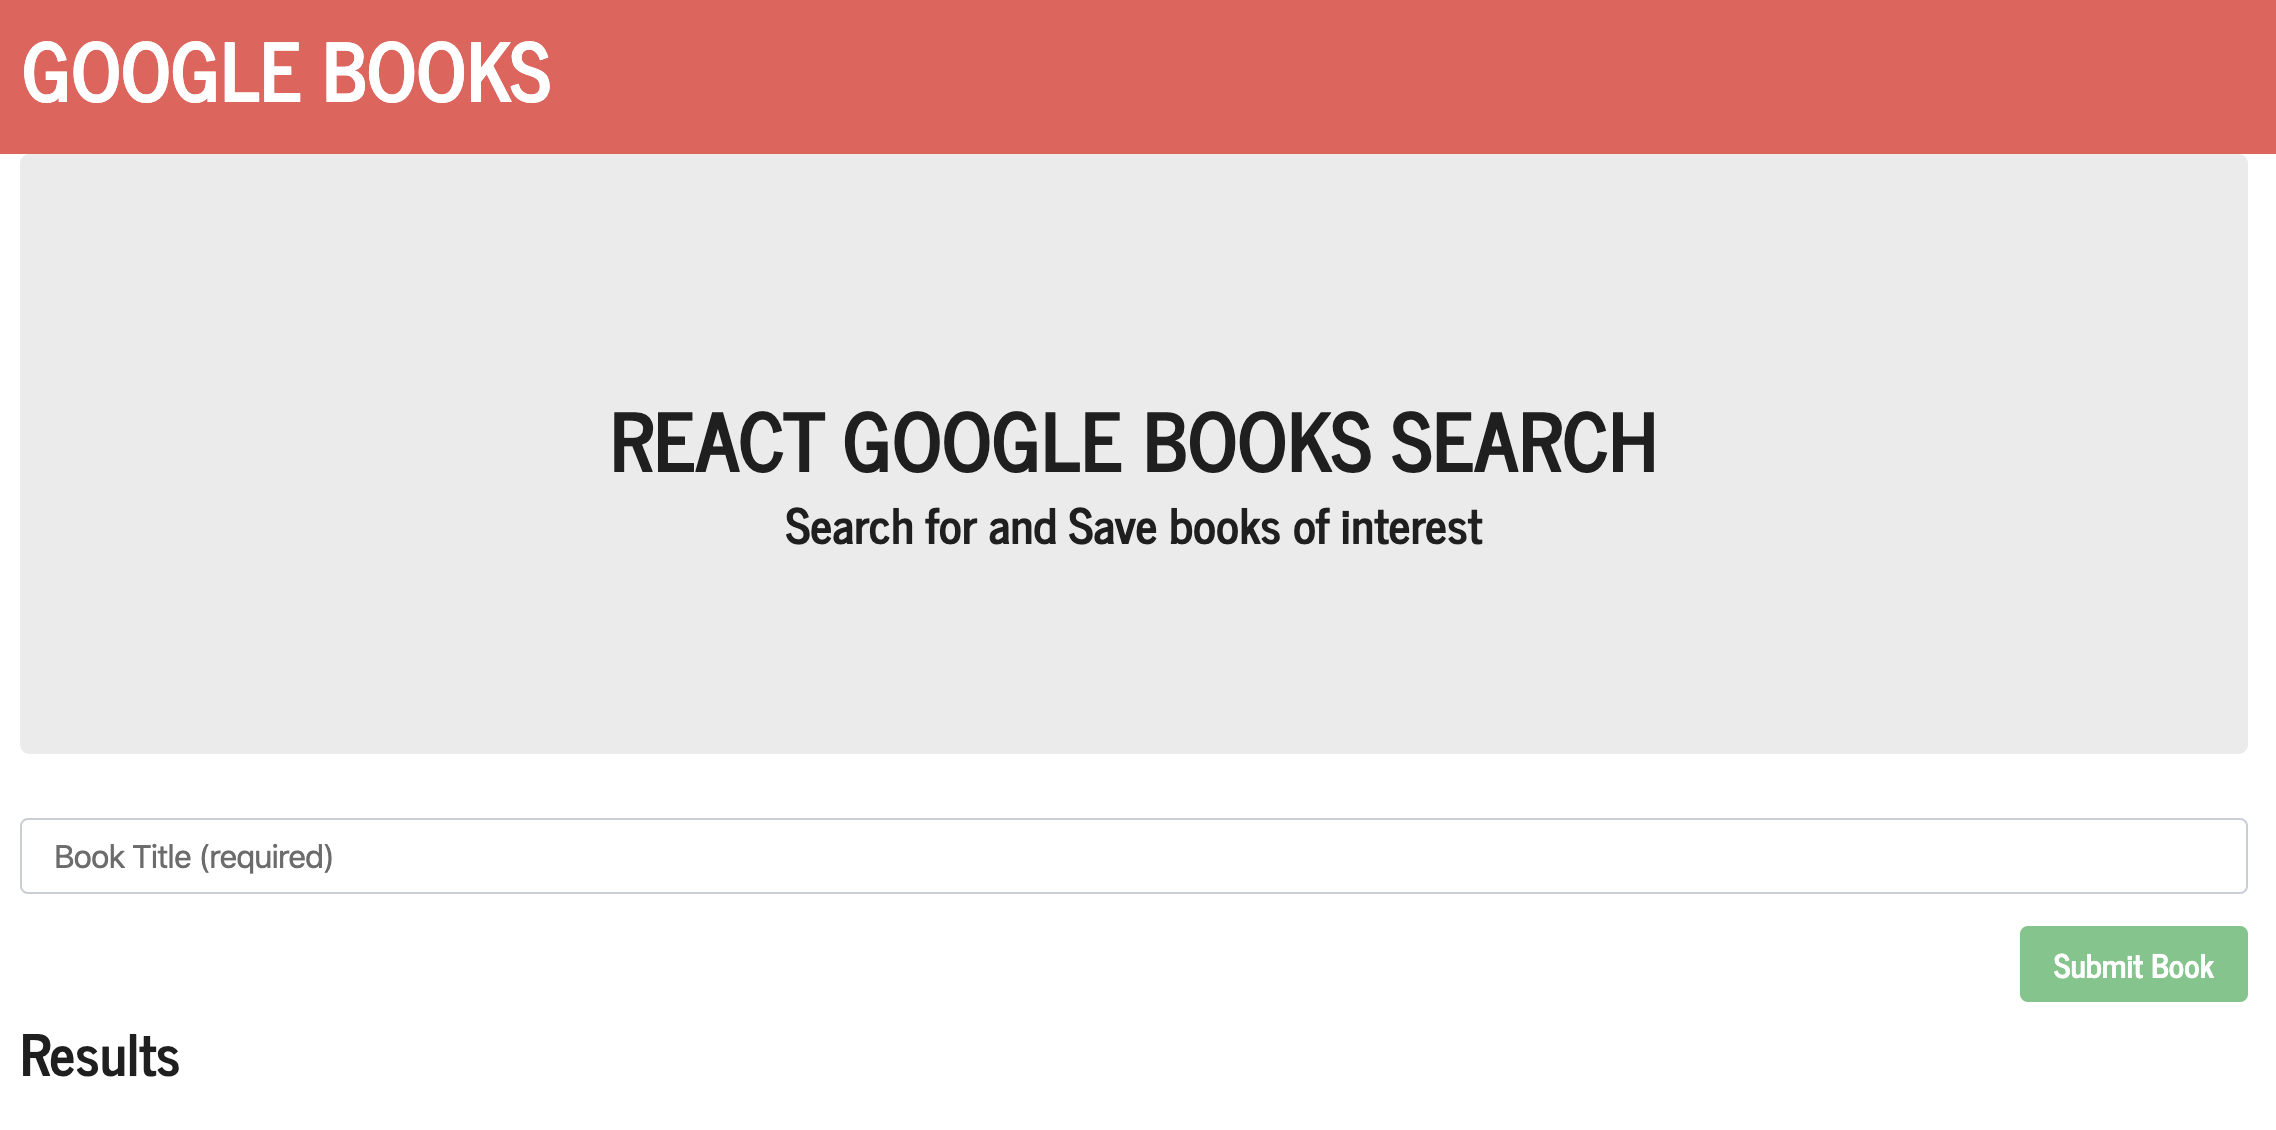 GOOGLE BOOKS
REACT GOOGLE BOOKS SEARCH
Search for and Save books of interest
Book Title (required)
Submit Book
Results